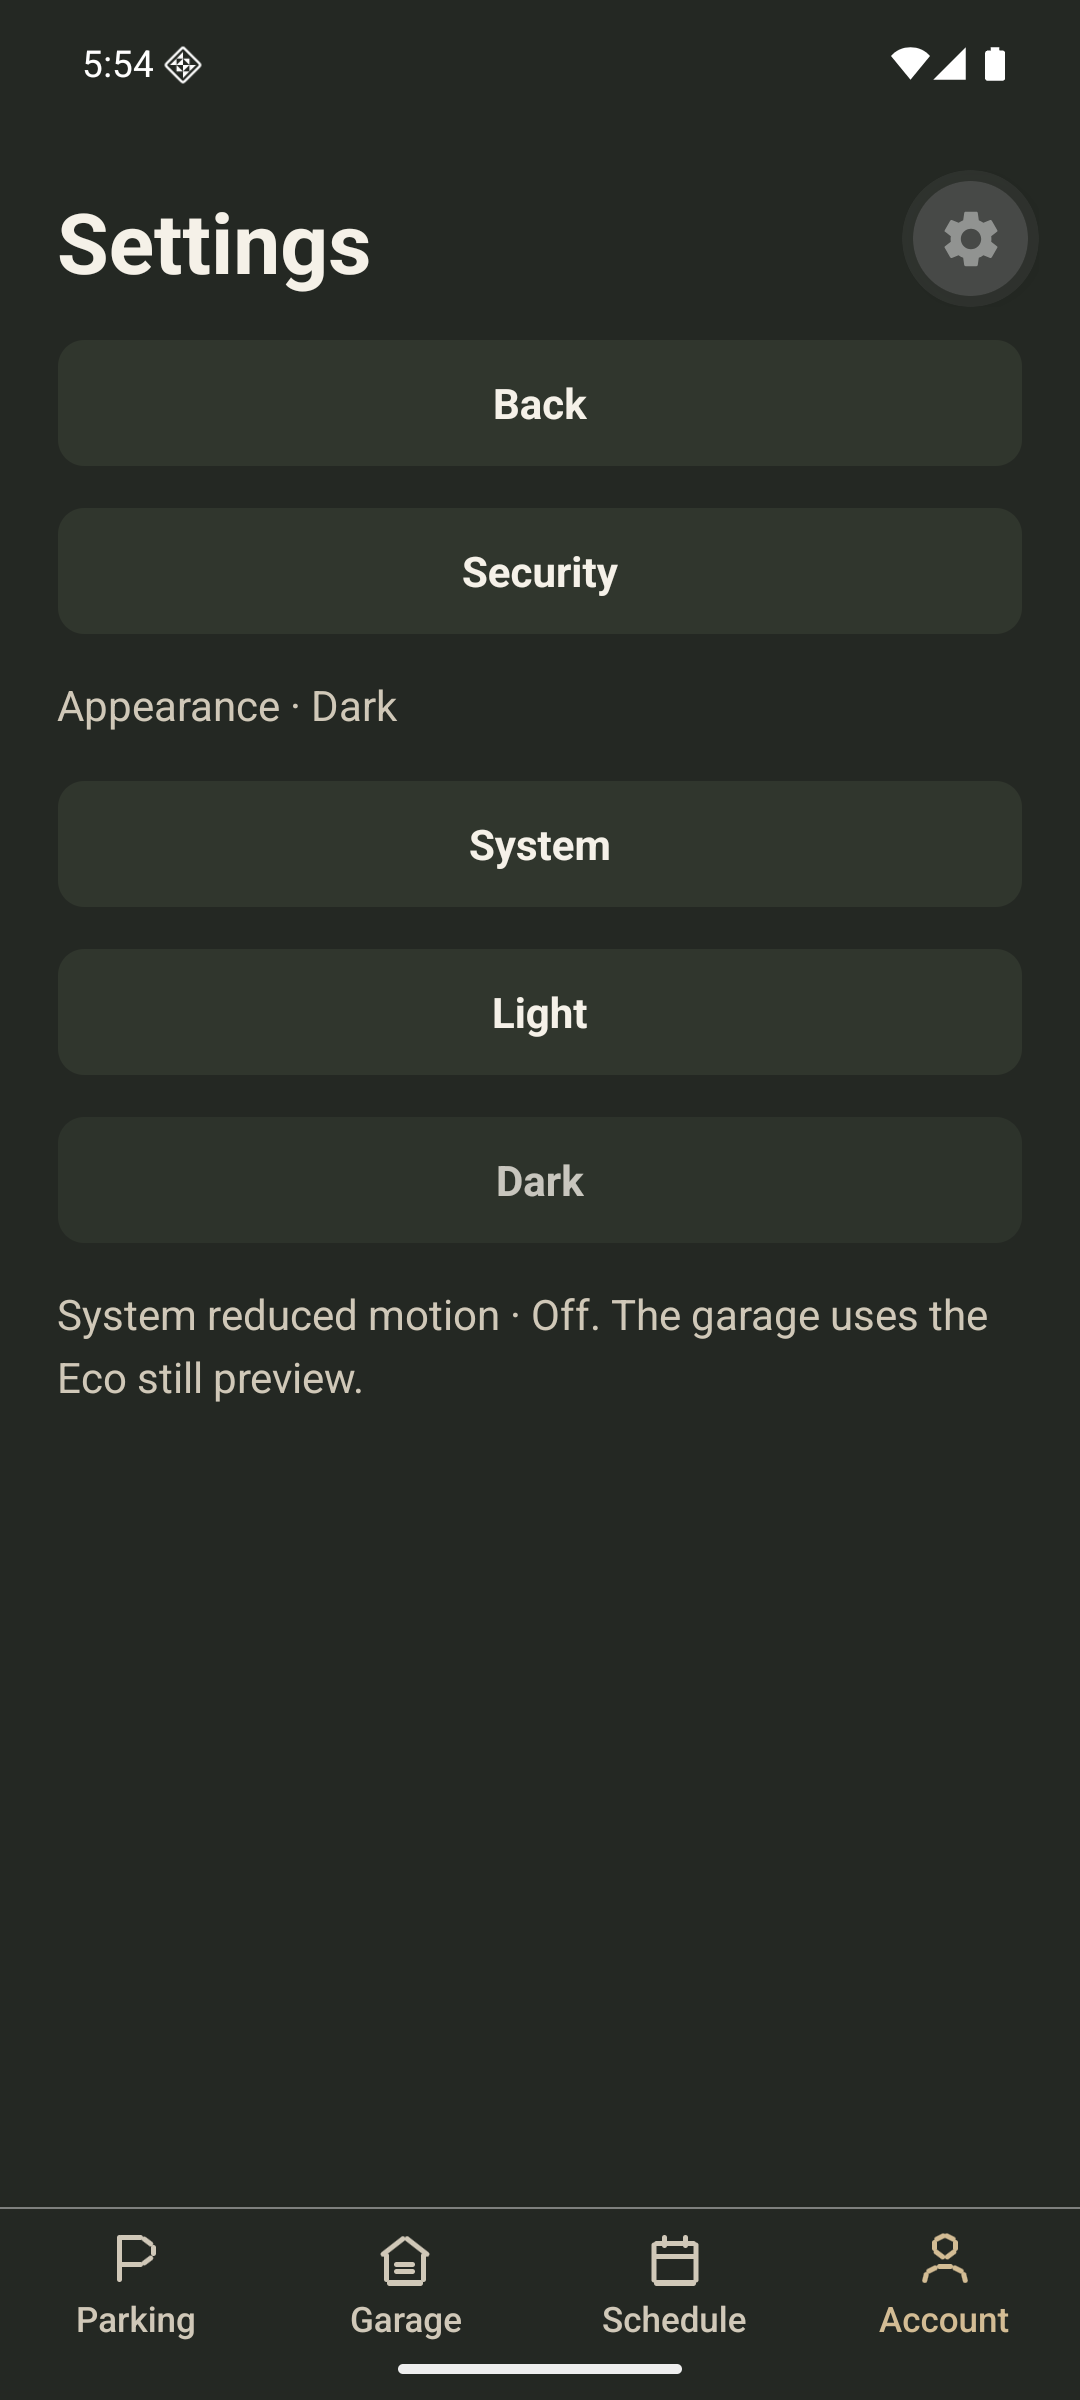 5:54
Settings
Back
Security
Appearance · Dark
System
Light
Dark
System reduced motion · Off. The garage uses the
Eco still preview.
Parking
Garage
Schedule
Account